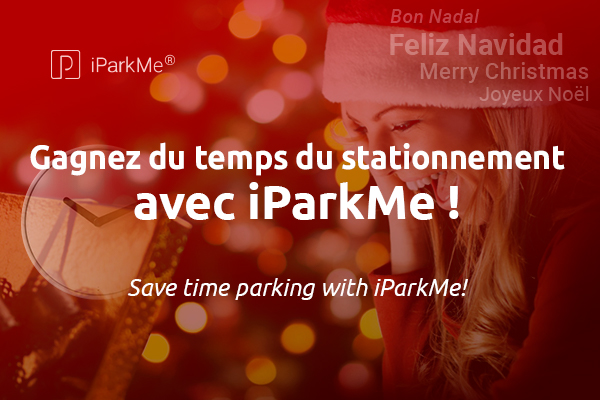 Bon Nadal
Feliz Navidad
Merry Christmas
Joyeux Noël
iParkMe®
Gagnez du temps du stationnement
avec iParkMe !
Save time parking with iParkMe!